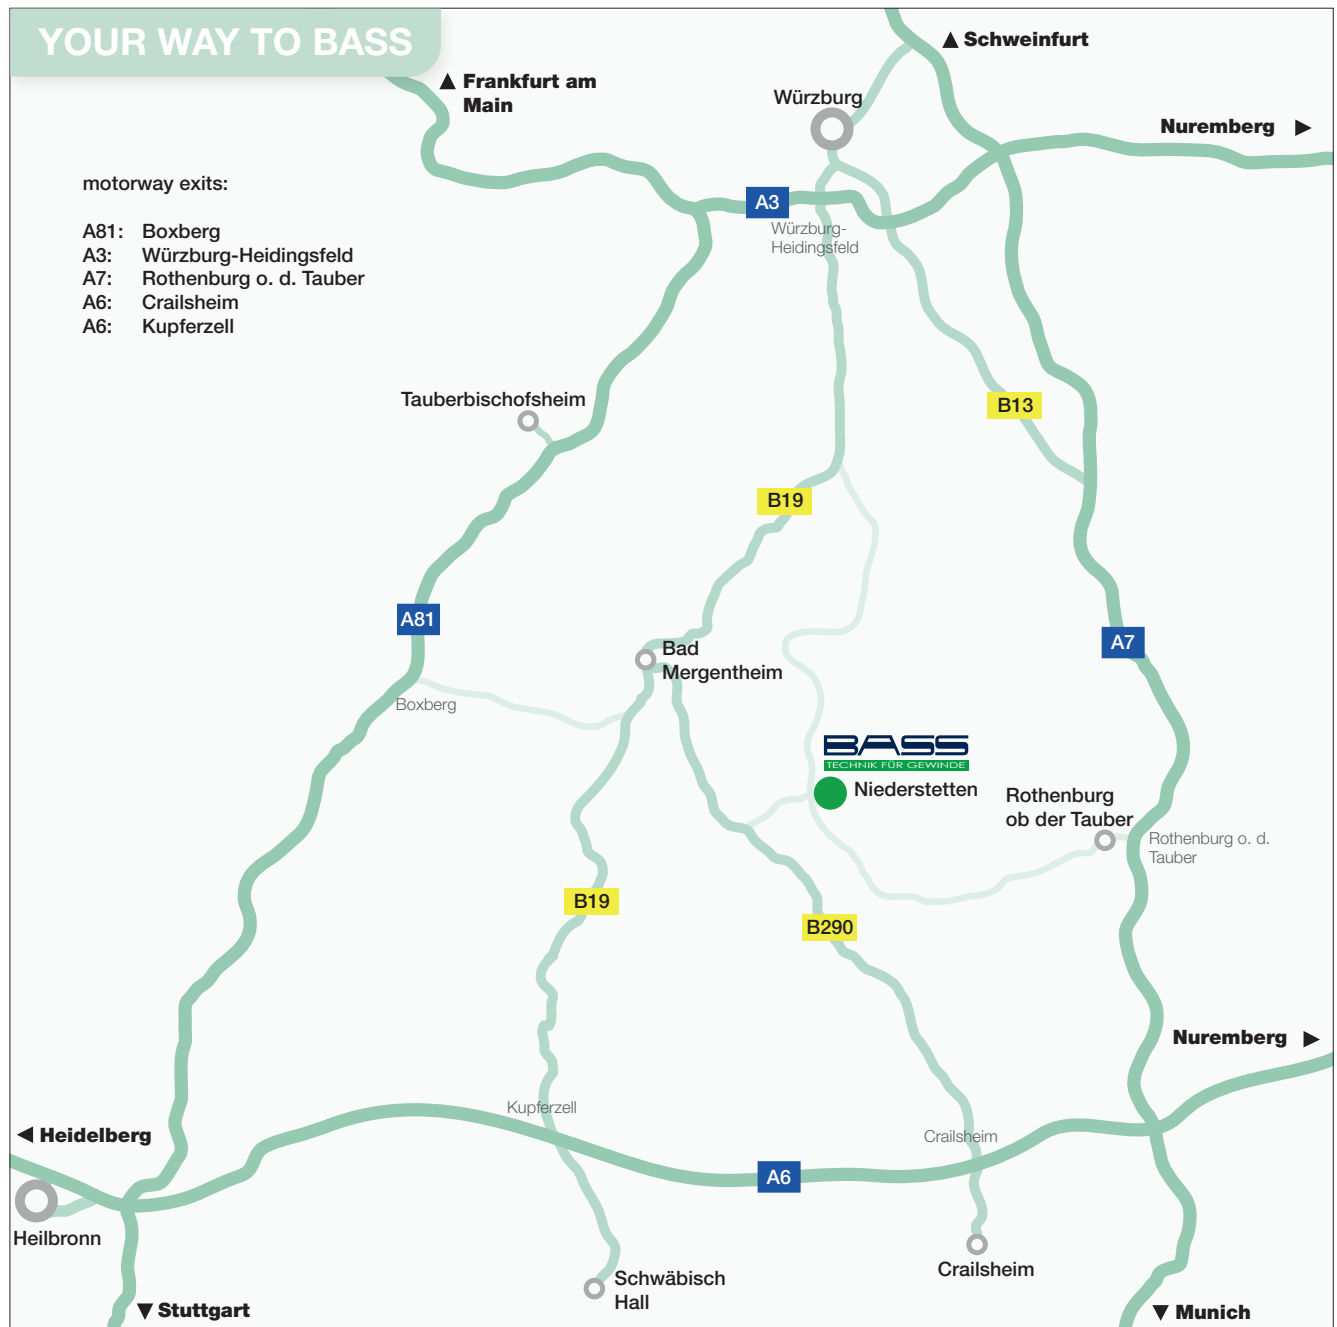 YOUR WAY TO BASS
▲ Schweinfurt
▲ Frankfurt am
Main
Würzburg
Nuremberg ▶
motorway exits:
A81: Boxberg
A3: Würzburg-Heidingsfeld
A7: Rothenburg o. d. Tauber
A6: Crailsheim
A6: Kupferzell
A3
Würzburg-
Heidingsfeld
Tauberbischofsheim
B13
B19
A81
A7
Bad
Mergentheim
Boxberg
BASS
TECHNIK FÜR GEWINDE
Niederstetten
Rothenburg
ob der Tauber
Rothenburg o. d.
Tauber
B19
B290
Nuremberg ▶
Kupferzell
◀ Heidelberg
Crailsheim
A6
Heilbronn
Crailsheim
Schwäbisch
Hall
▼ Stuttgart
▼ Munich